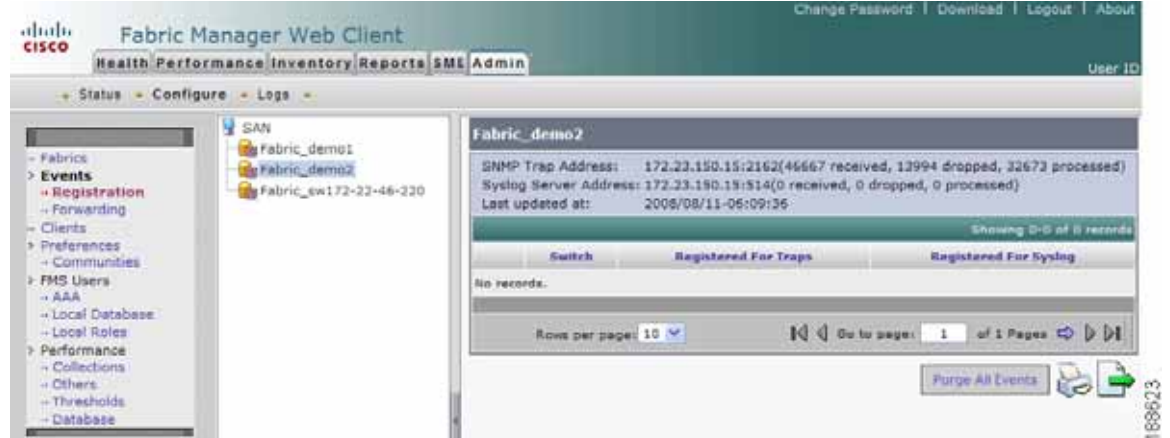 Change Password | Download | Logout | About
CISCO
Fabric Manager Web Client
Health Performance Inventory Reports SME Admin
User ID
Status Configure Logs
Fabrics
Events
Registration
Forwarding
Clients
Preferences
Communities
FMS Users
AAA
Local Database
Local Roles
Performance
Collections
Others
Thresholds
Database
SAN
Fabric_demo1
Fabric_demo2
Fabric_sw172-22-46-220
Fabric_demo2
SNMP Trap Address: 172.23.150.15:2162(46667 received, 13994 dropped, 32673 processed)
Syslog Server Address: 172.23.150.15:514(0 received, 0 dropped, 0 processed)
Last updated at: 2008/08/11-06:09:36
Showing 0-0 of 0 records
Switch Registered For Traps Registered For Syslog
No records.
Rows per page: 10 Go to page: 1 of 1 Pages
Purge All Events
188623